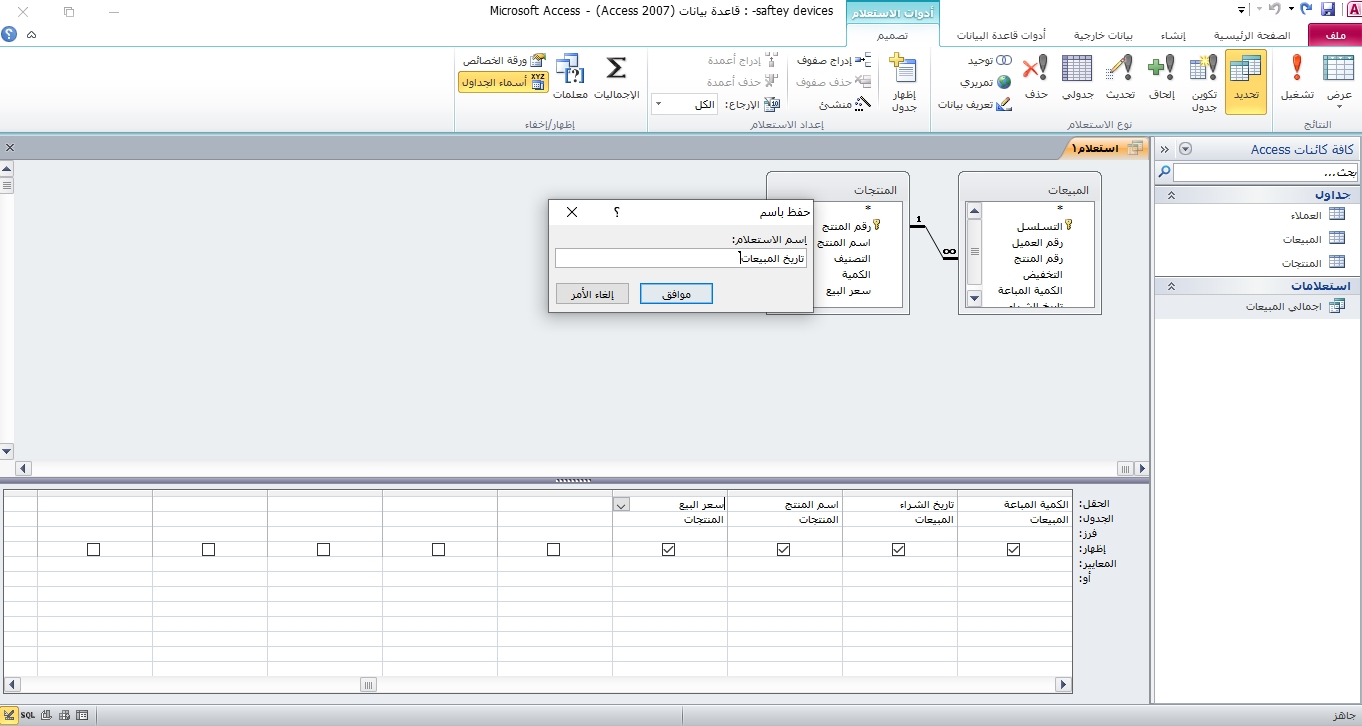 saftey devices- : قاعدة بيانات (Access 2007) - Microsoft Access
أدوات الاستعلام
ملف
الصفحة الرئيسية
إنشاء
بيانات خارجية
أدوات قاعدة البيانات
تصميم
عرض
تشغيل
النتائج
تحديد
تكوين جدول
إلحاق
تحديث
جدولي
حذف
توحيد
تمريري
تعريف بيانات
نوع الاستعلام
إظهار جدول
إدراج صفوف
حذف صفوف
منشئ
إدراج أعمدة
حذف أعمدة
الإرجاع: الكل
إعداد الاستعلام
الإجماليات
معلمات
ورقة الخصائص
أسماء الجداول
إظهار/إخفاء
كافة كائنات Access
بحث...
جداول
العملاء
المبيعات
المنتجات
استعلامات
اجمالي المبيعات
استعلام١
المبيعات
*
التسلسل
رقم العميل
رقم المنتج
التخفيض
الكمية المباعة
تاريخ الشراء
1
∞
المنتجات
*
رقم المنتج
اسم المنتج
التصنيف
الكمية
سعر البيع
حفظ باسم
؟
إسم الاستعلام:
تاريخ المبيعات
موافق
إلغاء الأمر
الحقل: الكمية المباعة تاريخ الشراء اسم المنتج سعر البيع
الجدول: المبيعات المبيعات المنتجات المنتجات
فرز:
إظهار:
المعايير:
أو:
جاهز
SQL